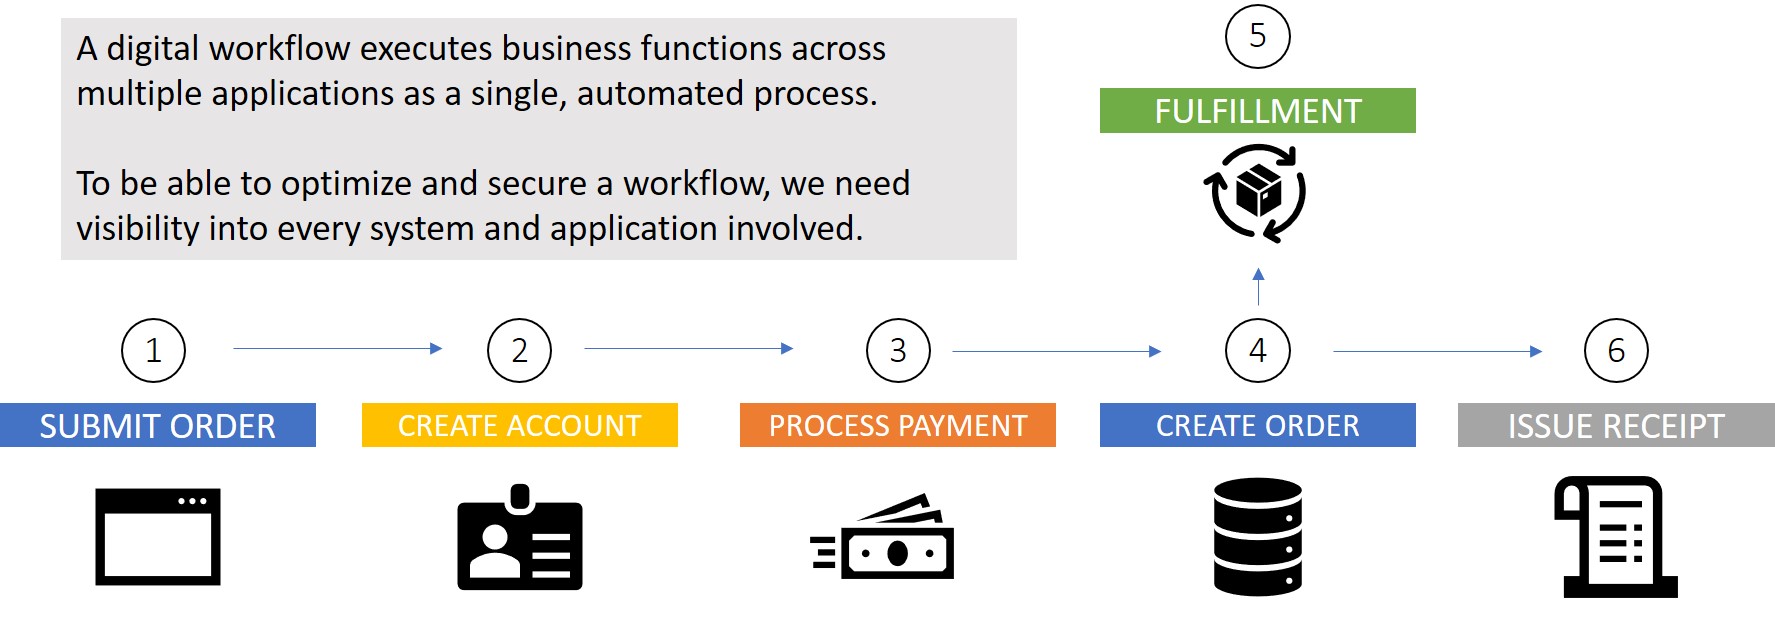 A digital workflow executes business functions across
multiple applications as a single, automated process.
To be able to optimize and secure a workflow, we need
visibility into every system and application involved.
5
FULFILLMENT
1
2
3
4
6
SUBMIT ORDER
CREATE ACCOUNT
PROCESS PAYMENT
CREATE ORDER
ISSUE RECEIPT